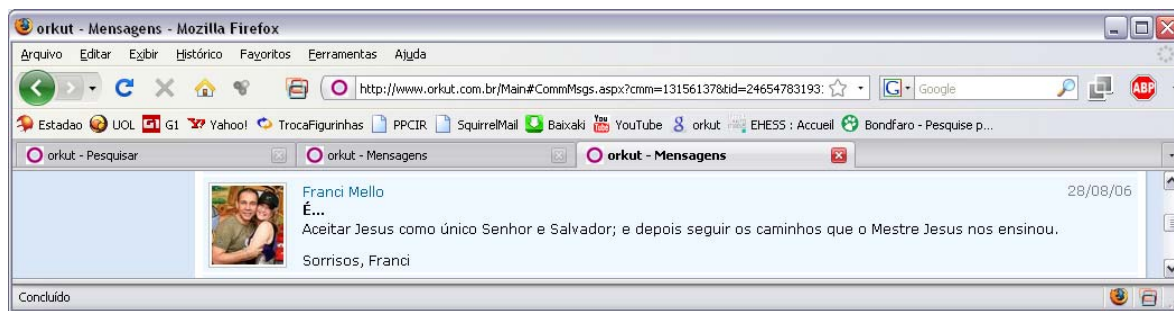 orkut - Mensagens - Mozilla Firefox
Arquivo Editar Exibir Histórico Favoritos Ferramentas Ajuda
http://www.orkut.com.br/Main#CommMsgs.aspx?cmm=13156137&tid=24654783193: G Google ABP
Estadao UOL G1 Yahoo! TrocaFigurinhas PPCIR SquirrelMail Baixaki You Tube YouTube orkut EHESS : Accueil Bondfaro - Pesquise p...
orkut - Pesquisar orkut - Mensagens orkut - Mensagens
Franci Mello 28/08/06
É...
Aceitar Jesus como único Senhor e Salvador; e depois seguir os caminhos que o Mestre Jesus nos ensinou.
Sorrisos, Franci
Concluído